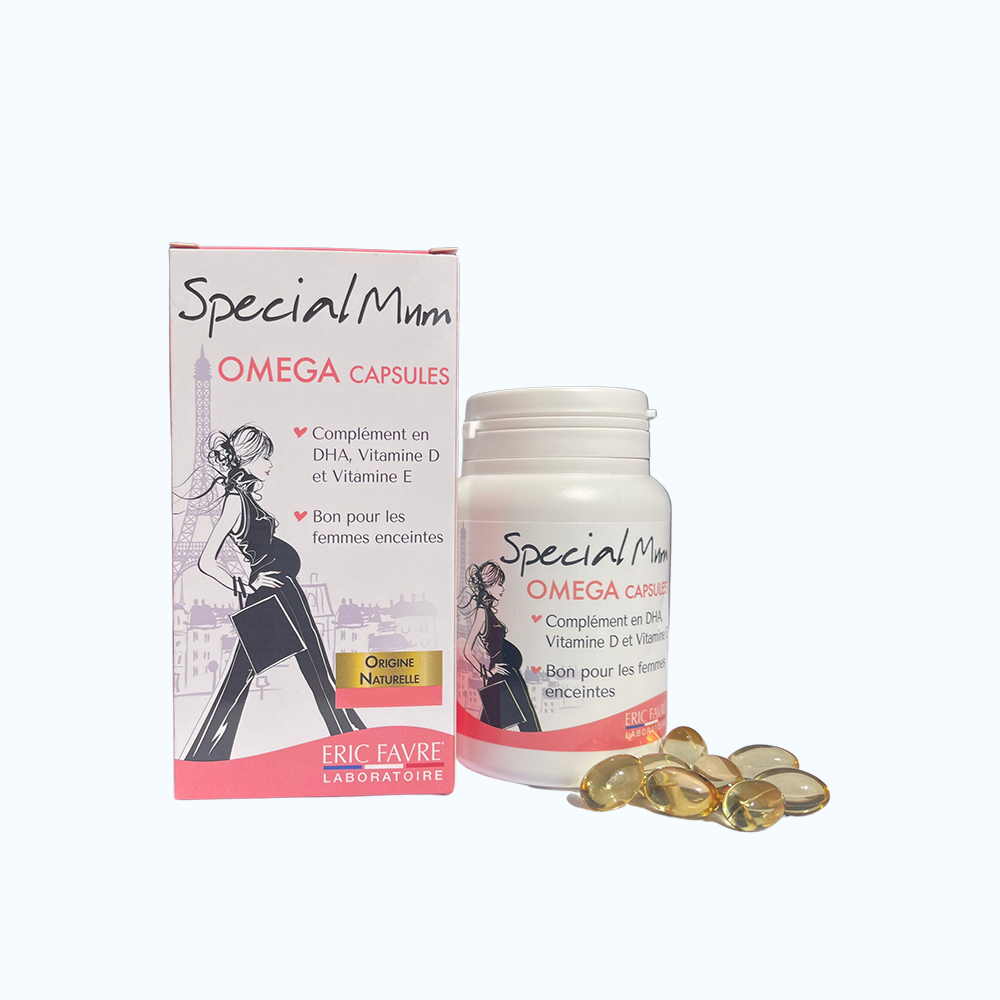 Special Mum
OMEGA CAPSULES
Complément en
DHA, Vitamine D
et Vitamine E
Bon pour les
femmes enceintes
ORIGINE
NATURELLE
ERIC FAVRE®
LABORATOIRE
Special Mum
OMEGA CAPSULES
Complément en DHA,
Vitamine D et Vitamine
Bon pour les femmes
enceintes
ERIC FAVRE
LABORATOIRE